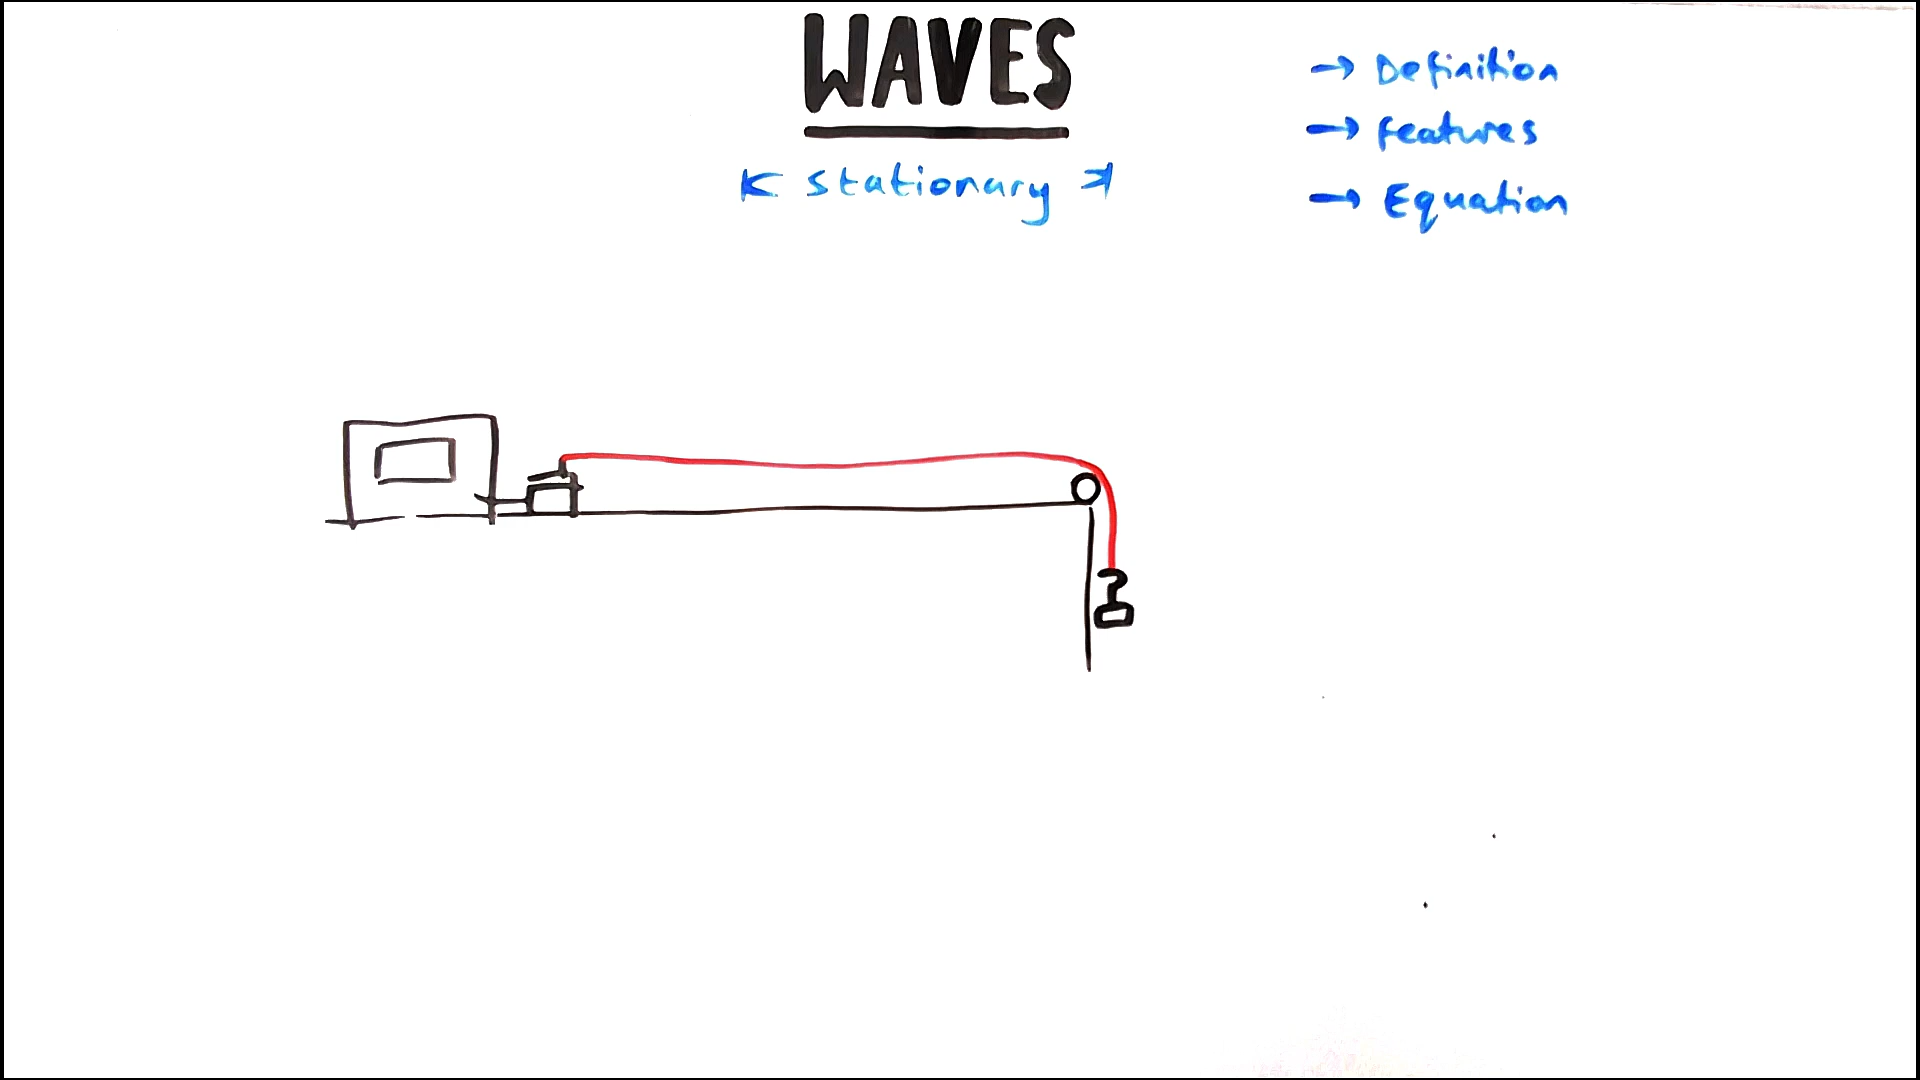 WAVES
< stationary >
→ Definition
→ features
→ Equation